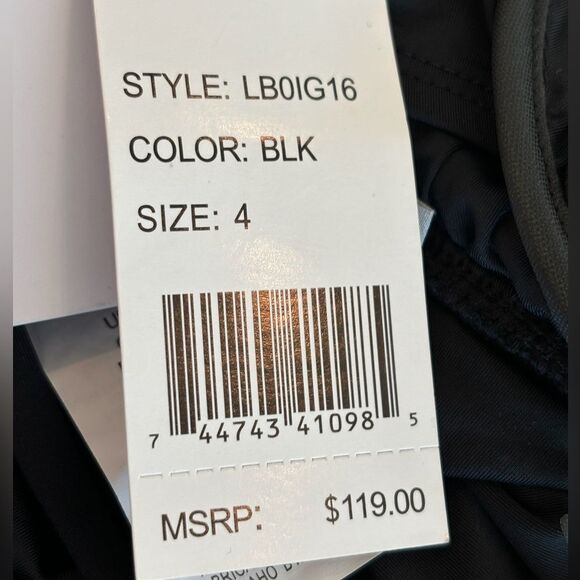 STYLE: LB0IG16
COLOR: BLK
SIZE: 4
7 44743 41098 5
MSRP: $119.00